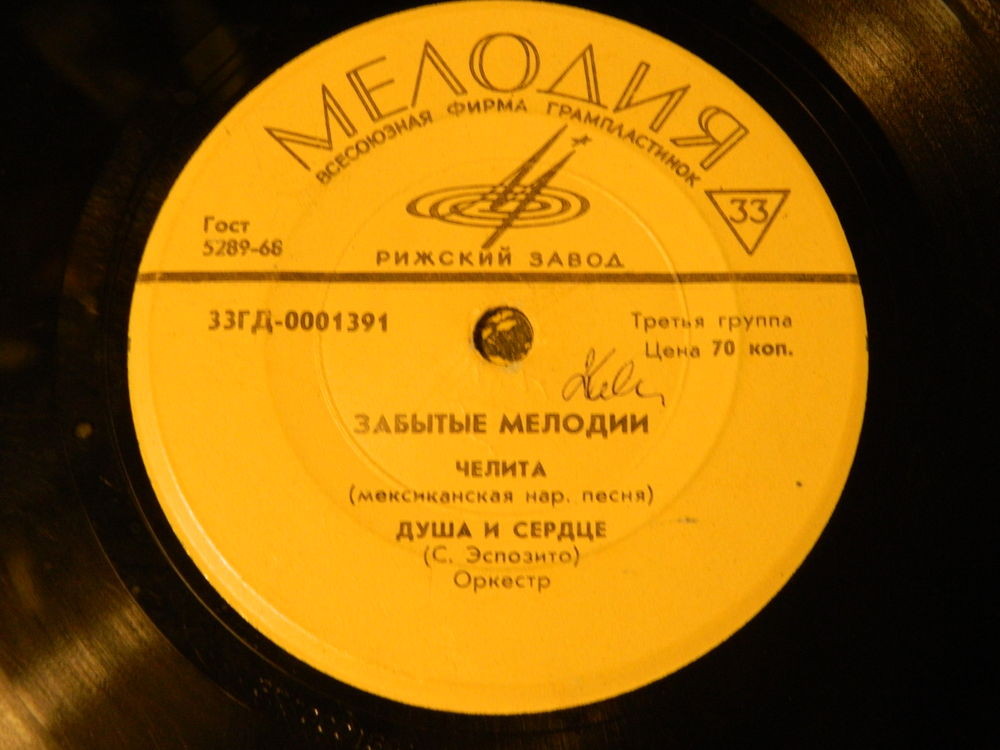 МЕЛОДИЯ
ВСЕСОЮЗНАЯ ФИРМА ГРАМПЛАСТИНОК
33
Гост
5289-68
РИЖСКИЙ ЗАВОД
33ГД-0001391
Третья группа
Цена 70 коп.
ЗАБЫТЫЕ МЕЛОДИИ
ЧЕЛИТА
(мексиканская нар. песня)
ДУША И СЕРДЦЕ
(С. Эспозито)
Оркестр